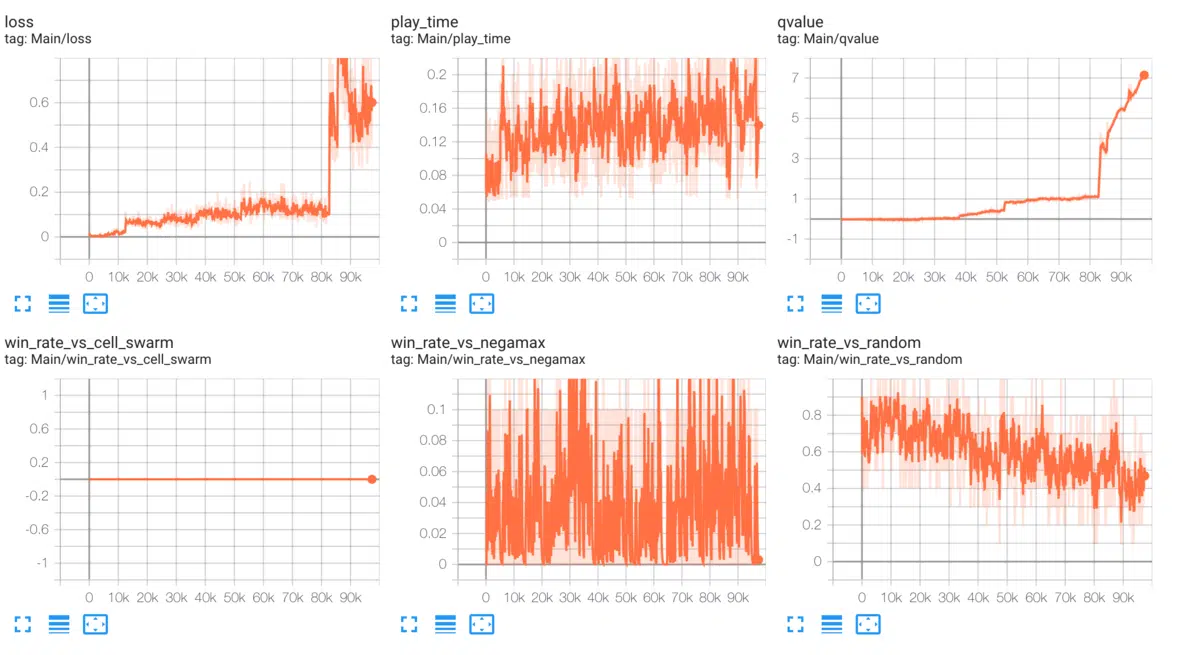 loss
tag: Main/loss
0.6
0.4
0.2
0
0 10k 20k 30k 40k 50k 60k 70k 80k 90k
play_time
tag: Main/play_time
0.2
0.16
0.12
0.08
0.04
0
0 10k 20k 30k 40k 50k 60k 70k 80k 90k
qvalue
tag: Main/qvalue
7
5
3
1
-1
0 10k 20k 30k 40k 50k 60k 70k 80k 90k
win_rate_vs_cell_swarm
tag: Main/win_rate_vs_cell_swarm
1
0.6
0.2
-0.2
-0.6
-1
0 10k 20k 30k 40k 50k 60k 70k 80k 90k
win_rate_vs_negamax
tag: Main/win_rate_vs_negamax
0.1
0.08
0.06
0.04
0.02
0
0 10k 20k 30k 40k 50k 60k 70k 80k 90k
win_rate_vs_random
tag: Main/win_rate_vs_random
0.8
0.6
0.4
0.2
0
0 10k 20k 30k 40k 50k 60k 70k 80k 90k